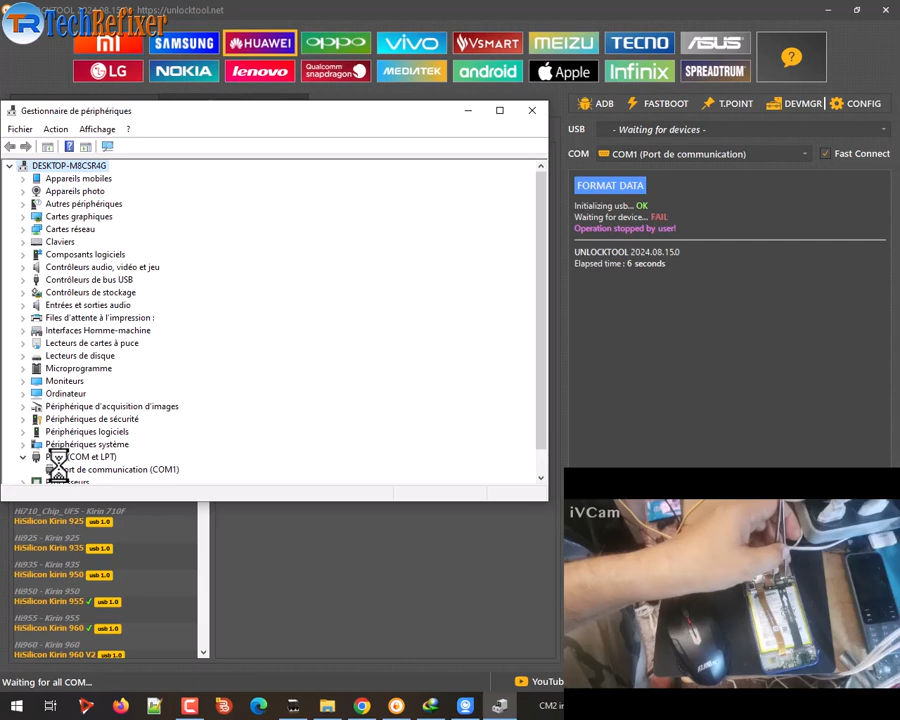 TR TechRefixer
2024.08.15.0 - https://unlocktool.net
SAMSUNG
HUAWEI
oppo
vivo
VSMART
MEIZU
TECNO
ASUS
LG
NOKIA
lenovo
Qualcomm snapdragon
MEDIATEK
android
Apple
Infinix
SPREADTRUM
?
Gestionnaire de périphériques
Fichier Action Affichage ?
ADB FASTBOOT T.POINT DEVMGR CONFIG
USB - Waiting for devices -
COM COM1 (Port de communication) Fast Connect
DESKTOP-M8CSR4G
Appareils mobiles
Appareils photo
Autres périphériques
Cartes graphiques
Cartes réseau
Claviers
Composants logiciels
Contrôleurs audio, vidéo et jeu
Contrôleurs de bus USB
Contrôleurs de stockage
Entrées et sorties audio
Files d'attente à l'impression :
Interfaces Homme-machine
Lecteurs de cartes à puce
Lecteurs de disque
Microprogramme
Moniteurs
Ordinateur
Périphérique d'acquisition d'images
Périphériques de sécurité
Périphériques logiciels
Périphériques système
(COM et LPT)
ort de communication (COM1)
FORMAT DATA
Initializing usb... OK
Waiting for device... FAIL
Operation stopped by user!
UNLOCKTOOL 2024.08.15.0
Elapsed time : 6 seconds
Hi710_Chip_UFS - Kirin 710F
HiSilicon Kirin 925 usb 1.0
Hi925 - Kirin 925
HiSilicon Kirin 935 usb 1.0
Hi935 - Kirin 935
HiSilicon kirin 950 usb 1.0
Hi950 - Kirin 950
HiSilicon Kirin 955 usb 1.0
Hi955 - Kirin 955
HiSilicon Kirin 960 usb 1.0
Hi960 - Kirin 960
HiSilicon Kirin 960 V2 usb 1.0
iVCam
Waiting for all COM...
YouTub
CM2 in